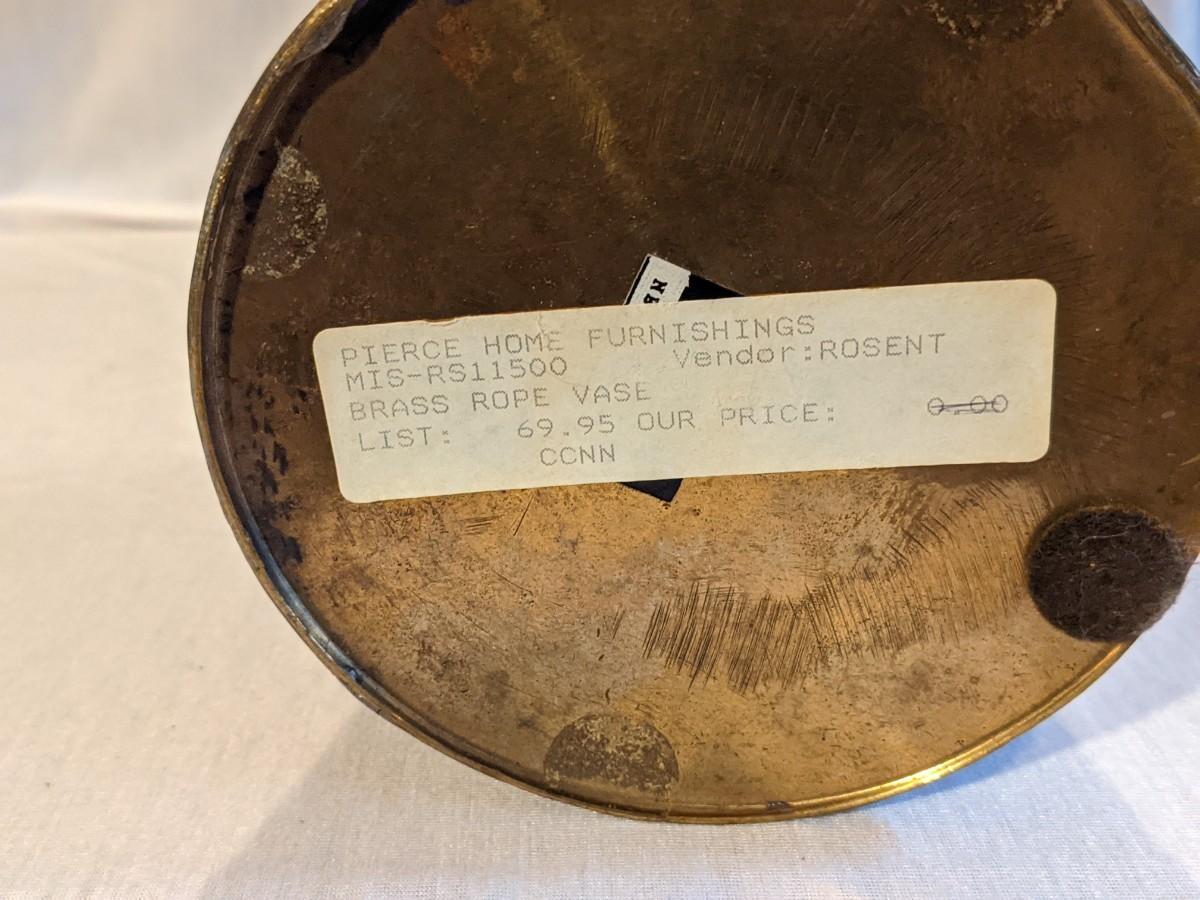 PIERCE HOME FURNISHINGS
MIS-RS11500 Vendor:ROSENT
BRASS ROPE VASE
LIST: 69.95 OUR PRICE: 0.00
CCNN